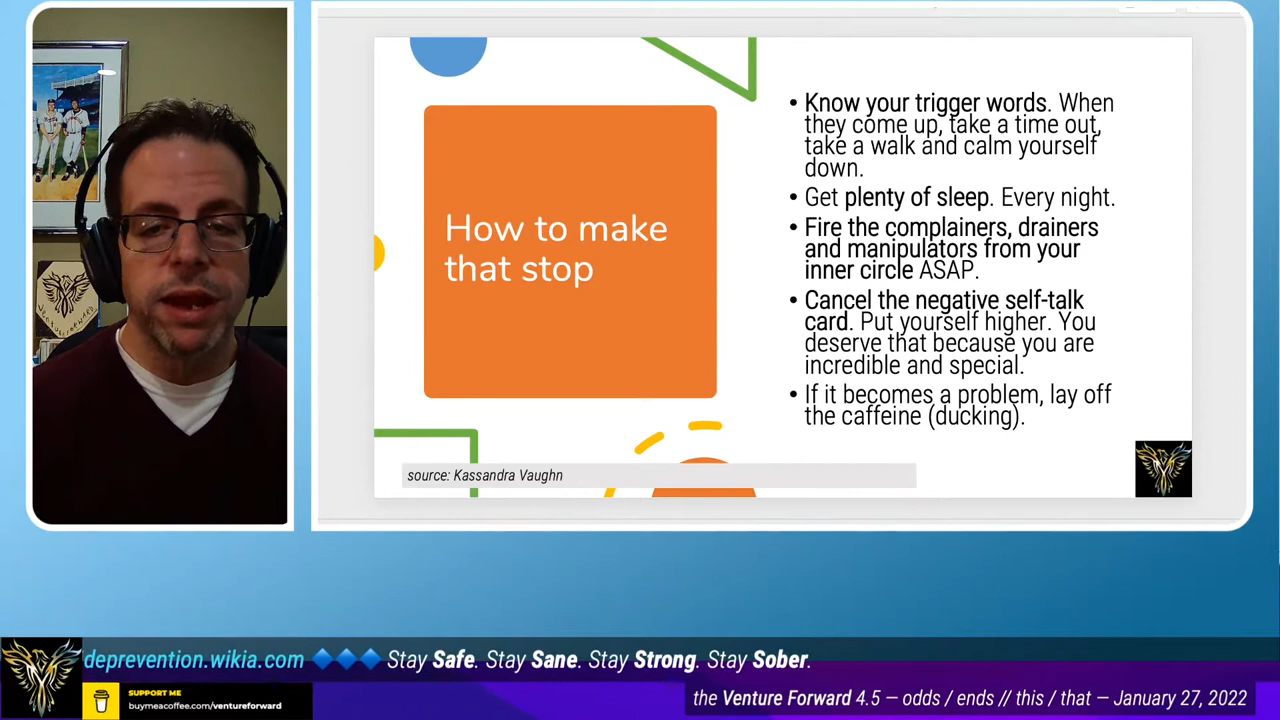 How to make
that stop
• Know your trigger words. When
they come up, take a time out,
take a walk and calm yourself
down.
• Get plenty of sleep. Every night.
• Fire the complainers, drainers
and manipulators from your
inner circle ASAP.
• Cancel the negative self-talk
card. Put yourself higher. You
deserve that because you are
incredible and special.
• If it becomes a problem, lay off
the caffeine (ducking).
source: Kassandra Vaughn
deprevention.wikia.com 🔷🔷🔷 Stay Safe. Stay Sane. Stay Strong. Stay Sober.
SUPPORT ME
buymeacoffee.com/ventureforward
the Venture Forward 4.5 — odds / ends // this / that — January 27, 2022